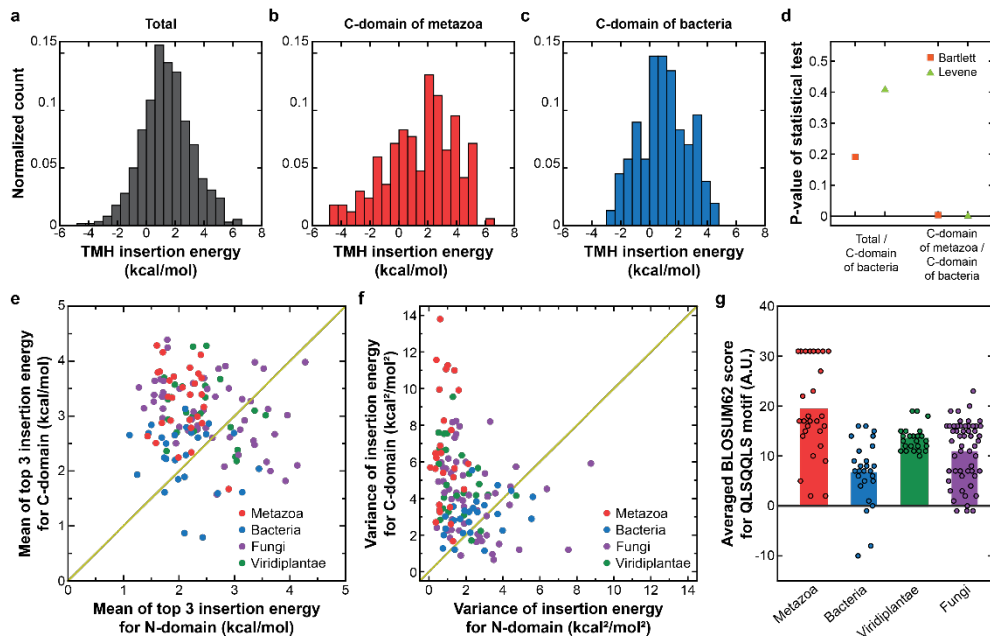 a
Total
0.15
0.1
0.05
0
Normalized count
-8 -4 -2 0 2 4 6 8
TMH insertion energy
(kcal/mol)
b
C-domain of metazoa
0.15
0.1
0.05
0
-6 -4 -2 0 2 4 6 8
TMH insertion energy
(kcal/mol)
c
C-domain of bacteria
0.15
0.1
0.05
0
-6 -4 -2 0 2 4 6 8
TMH insertion energy
(kcal/mol)
d
P-value of statistical test
0.5
0.4
0.3
0.2
0.1
0
Bartlett
Levene
Total /
C-domain
of bacteria
C-domain
of metazoa /
C-domain
of bacteria
e
Mean of top 3 insertion energy
for C-domain (kcal/mol)
5
4
3
2
1
0
0 1 2 3 4 5
Metazoa
Bacteria
Fungi
Viridiplantae
Mean of top 3 insertion energy
for N-domain (kcal/mol)
f
Variance of insertion energy
for C-domain (kcal²/mol²)
14
12
10
8
6
4
2
0
0 2 4 6 8 10 12 14
Metazoa
Bacteria
Fungi
Viridiplantae
Variance of insertion energy
for N-domain (kcal²/mol²)
g
Averaged BLOSUM62 score
for QLSQQLS motif (A.U.)
40
30
20
10
0
-10
Metazoa
Bacteria
Viridiplantae
Fungi